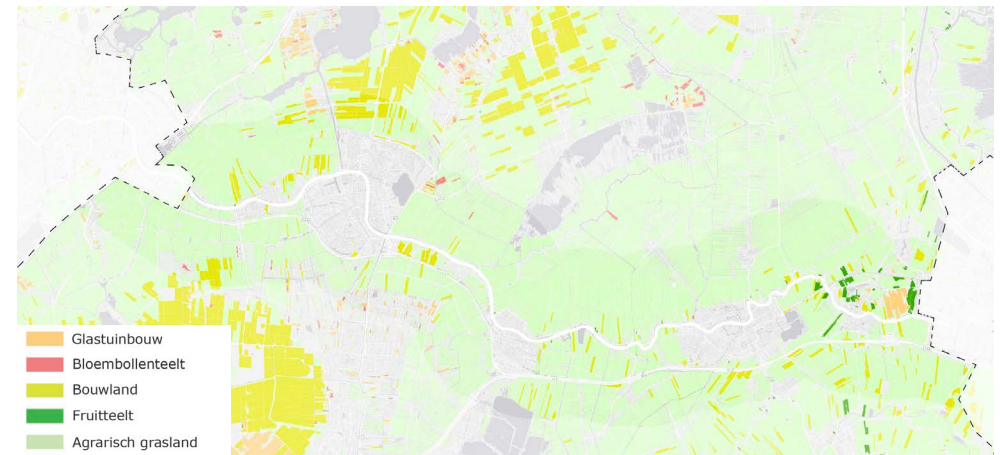 Glastuinbouw
Bloembollenteelt
Bouwland
Fruitteelt
Agrarisch grasland